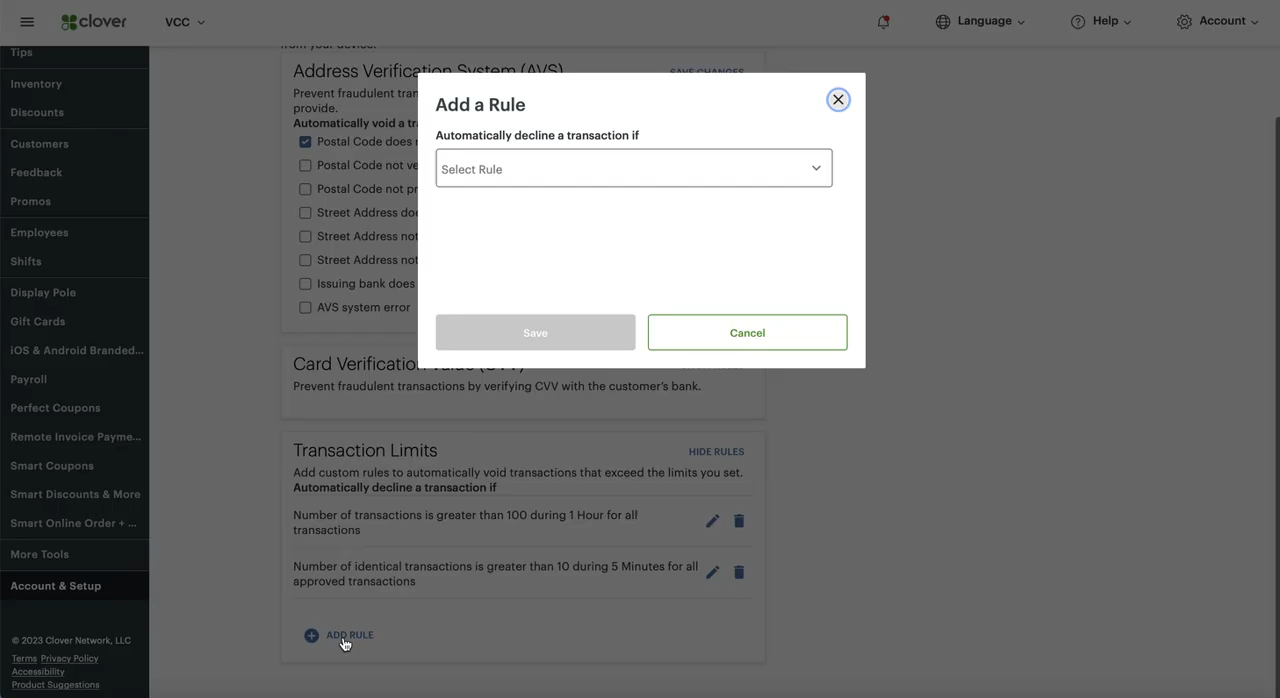 clover
VCC
Language
Help
Account
Tips
Inventory
Discounts
Customers
Feedback
Promos
Employees
Shifts
Display Pole
Gift Cards
iOS & Android Branded...
Payroll
Perfect Coupons
Remote Invoice Payme...
Smart Coupons
Smart Discounts & More
Smart Online Order + ...
More Tools
Account & Setup
© 2023 Clover Network, LLC
Terms Privacy Policy
Accessibility
Product Suggestions
from your device.
Address Verification System (AVS)
SAVE CHANGES
Prevent fraudulent
provide.
Automatically void a
Postal Code does
Postal Code not
Postal Code not
Street Address
Street Address
Street Address
Issuing bank does
AVS system error
Add a Rule
Automatically decline a transaction if
Select Rule
Save
Cancel
Card Verification Value (CVV)
Prevent fraudulent transactions by verifying CVV with the customer's bank.
Transaction Limits
HIDE RULES
Add custom rules to automatically void transactions that exceed the limits you set.
Automatically decline a transaction if
Number of transactions is greater than 100 during 1 Hour for all
transactions
Number of identical transactions is greater than 10 during 5 Minutes for all
approved transactions
ADD RULE